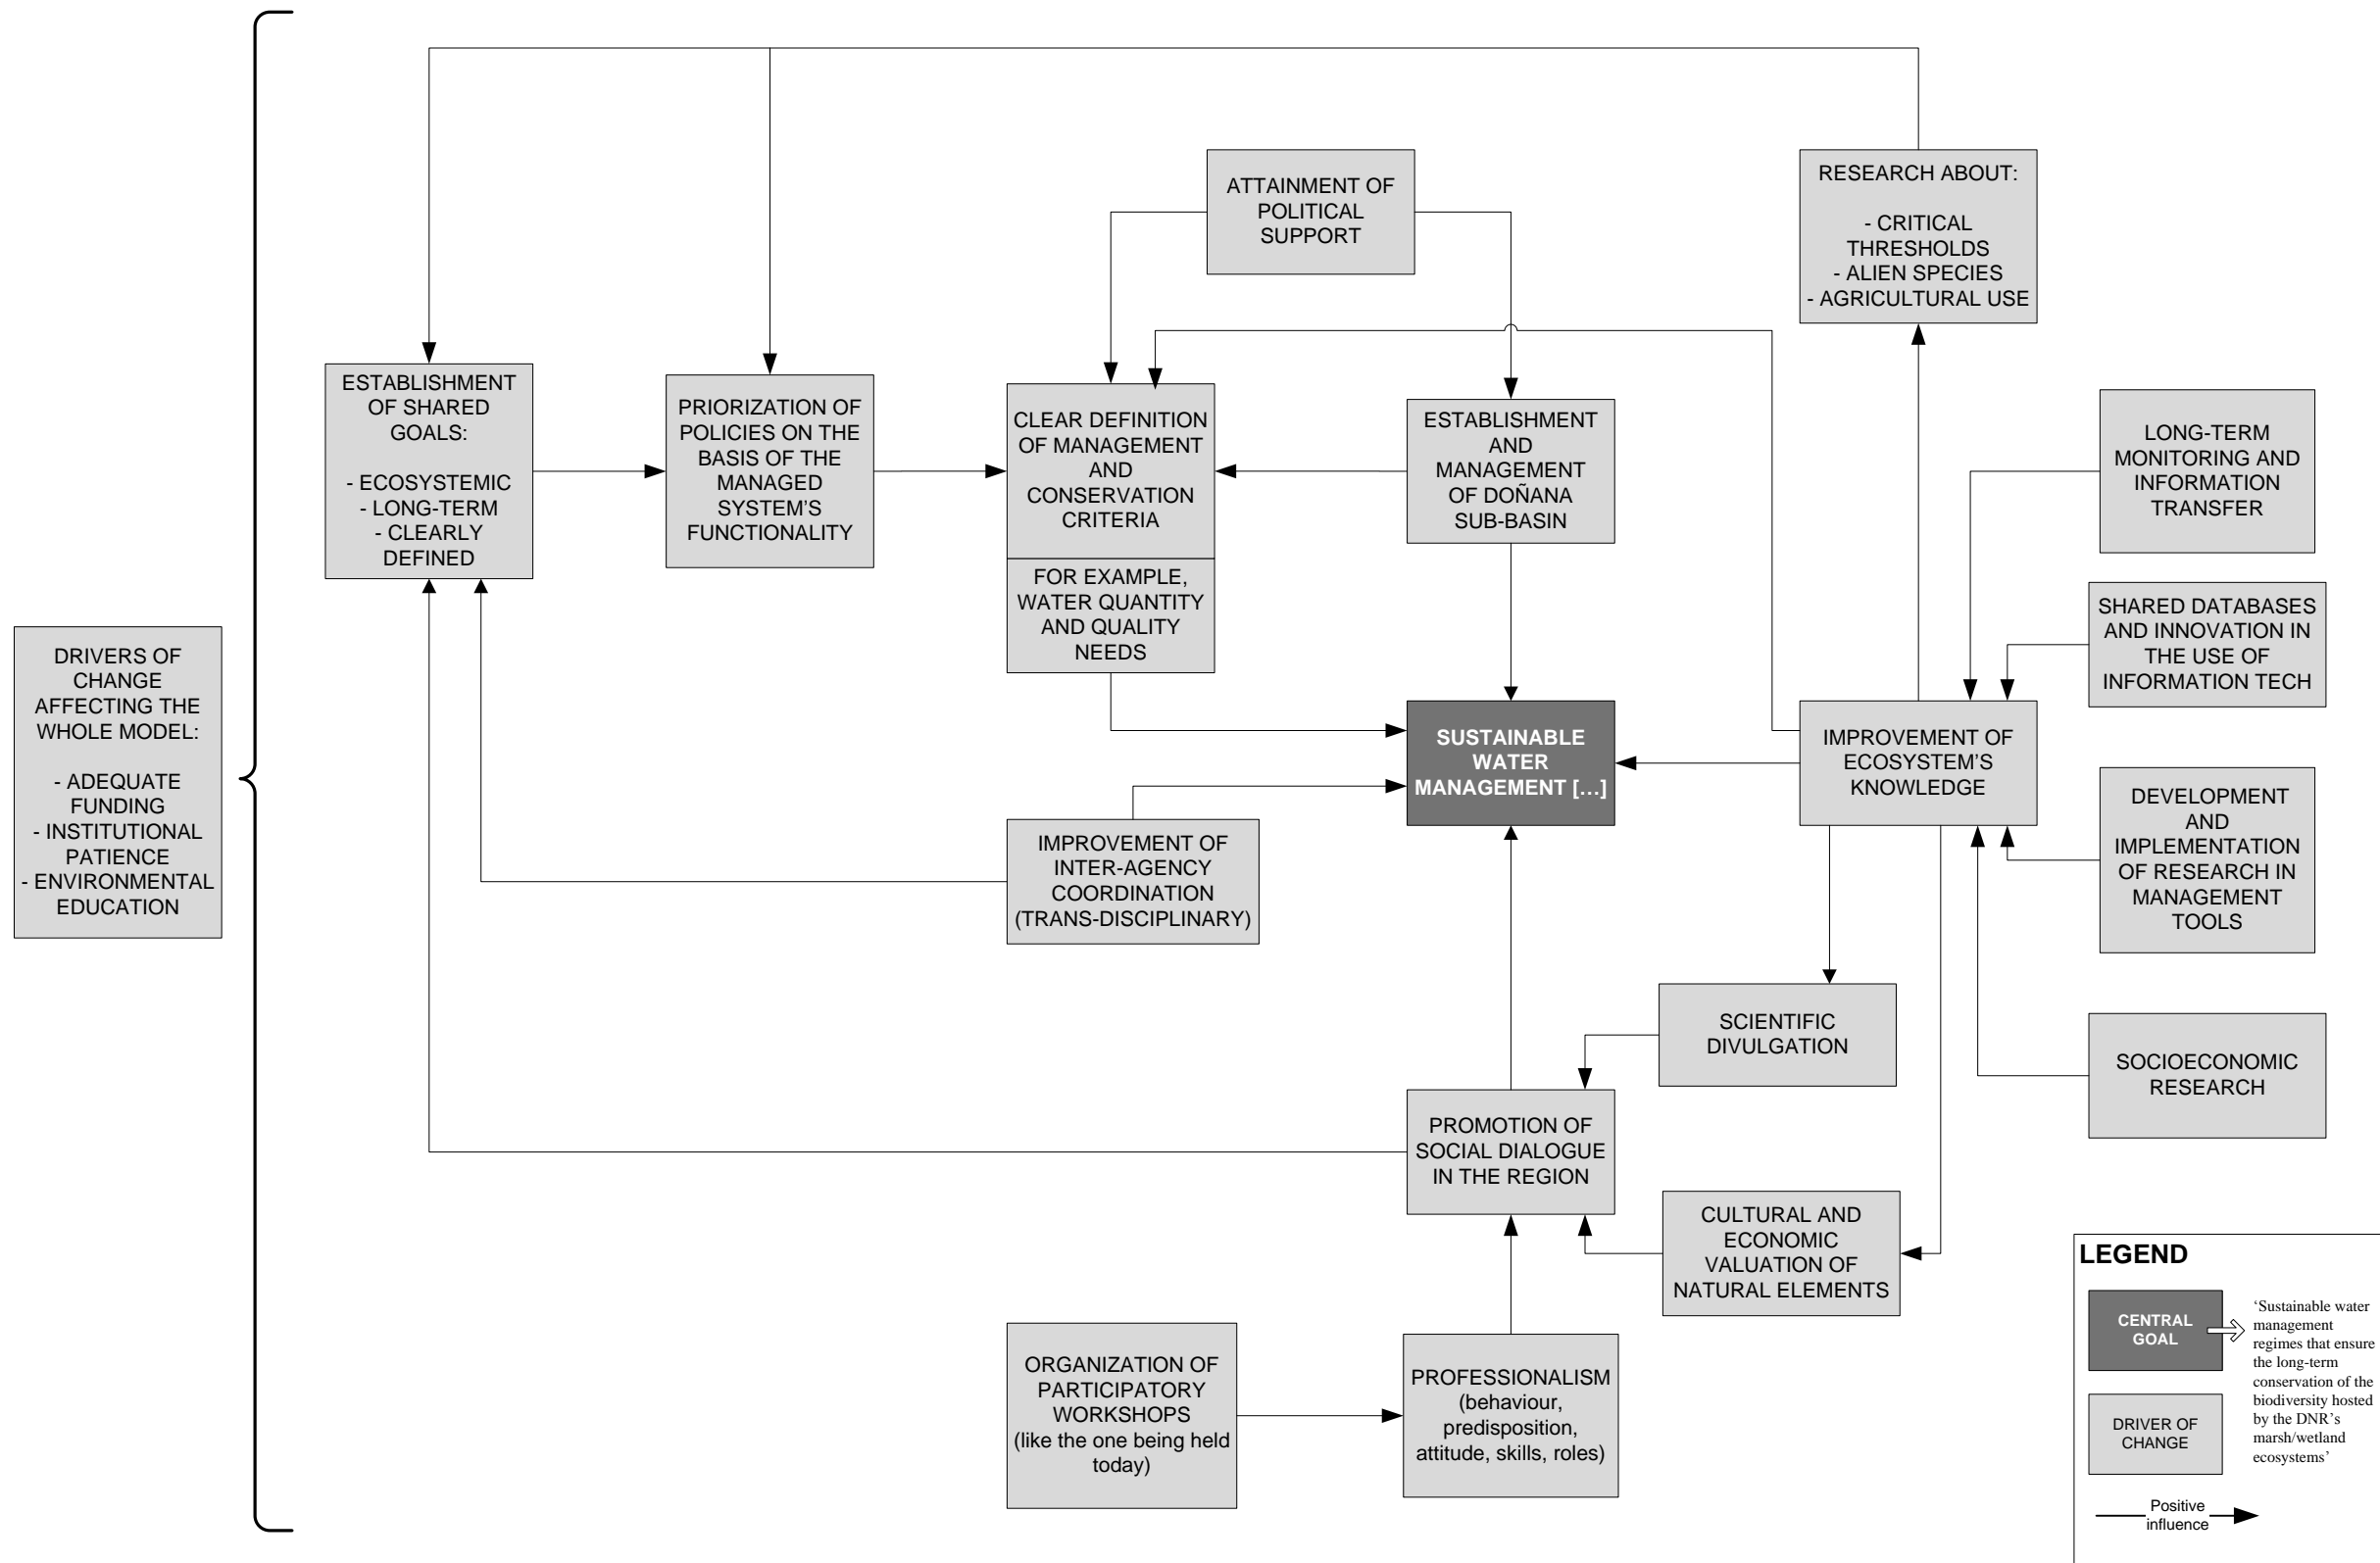 RESEARCH ABOUT:
- CRITICAL
THRESHOLDS
- ALIEN SPECIES
- AGRICULTURAL USE
ATTAINMENT OF
POLITICAL
SUPPORT
ESTABLISHMENT
OF SHARED
GOALS:
- ECOSYSTEMIC
- LONG-TERM
- CLEARLY
DEFINED
PRIORIZATION OF
POLICIES ON THE
BASIS OF THE
MANAGED
SYSTEM'S
FUNCTIONALITY
CLEAR DEFINITION
OF MANAGEMENT
AND
CONSERVATION
CRITERIA
FOR EXAMPLE,
WATER QUANTITY
AND QUALITY
NEEDS
ESTABLISHMENT
AND
MANAGEMENT
OF DOÑANA
SUB-BASIN
LONG-TERM
MONITORING AND
INFORMATION
TRANSFER
SHARED DATABASES
AND INNOVATION IN
THE USE OF
INFORMATION TECH
DRIVERS OF
CHANGE
AFFECTING THE
WHOLE MODEL:
- ADEQUATE
FUNDING
- INSTITUTIONAL
PATIENCE
- ENVIRONMENTAL
EDUCATION
SUSTAINABLE
WATER
MANAGEMENT [...]
IMPROVEMENT OF
ECOSYSTEM'S
KNOWLEDGE
DEVELOPMENT
AND
IMPLEMENTATION
OF RESEARCH IN
MANAGEMENT
TOOLS
IMPROVEMENT OF
INTER-AGENCY
COORDINATION
(TRANS-DISCIPLINARY)
SCIENTIFIC
DIVULGATION
SOCIOECONOMIC
RESEARCH
PROMOTION OF
SOCIAL DIALOGUE
IN THE REGION
CULTURAL AND
ECONOMIC
VALUATION OF
NATURAL ELEMENTS
ORGANIZATION OF
PARTICIPATORY
WORKSHOPS
(like the one being held
today)
PROFESSIONALISM
(behaviour,
predisposition,
attitude, skills, roles)
LEGEND
CENTRAL
GOAL
'Sustainable water
management
regimes that ensure
the long-term
conservation of the
biodiversity hosted
by the DNR's
marsh/wetland
ecosystems'
DRIVER OF
CHANGE
Positive
influence